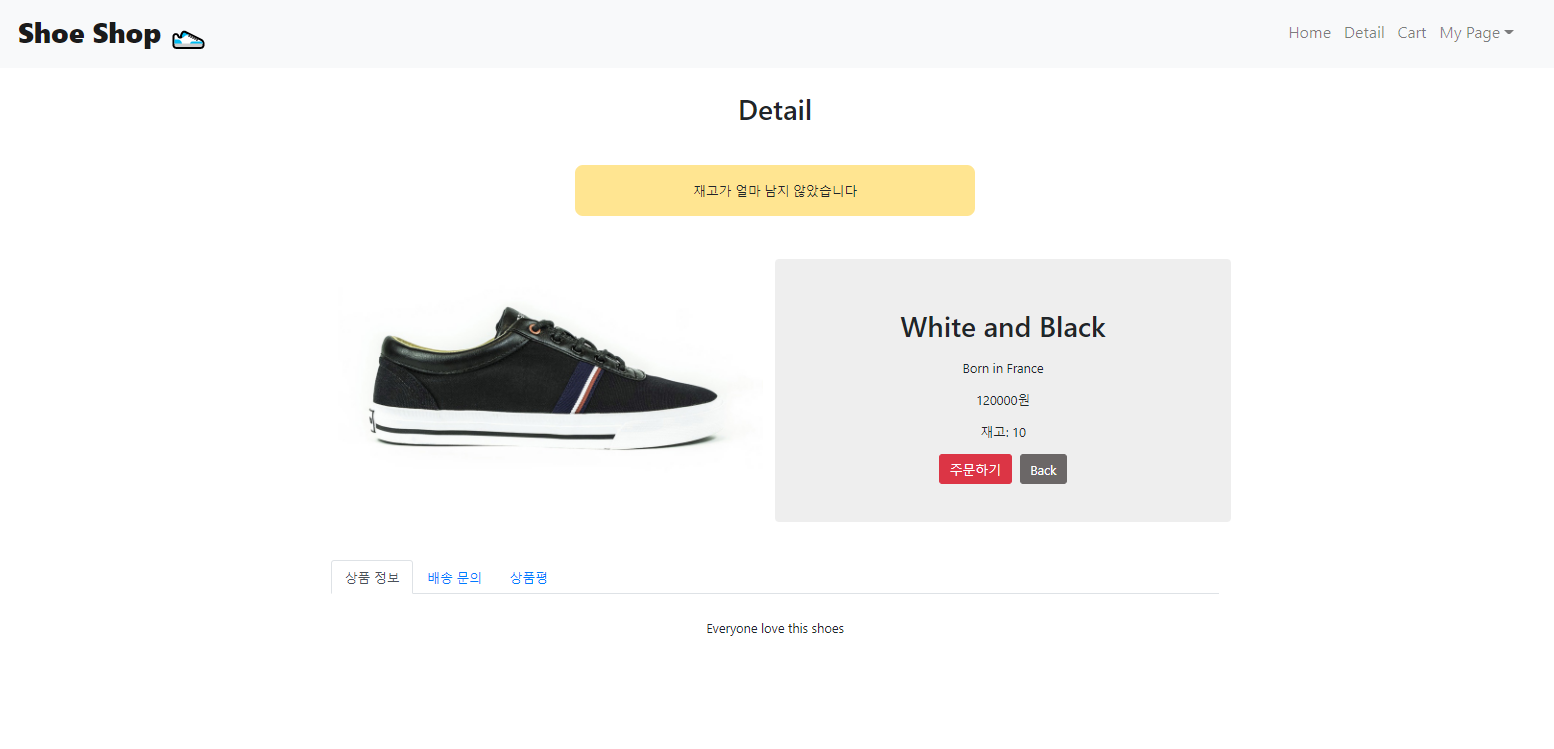 Shoe Shop
Home Detail Cart My Page
Detail
재고가 얼마 남지 않았습니다
White and Black
Born in France
120000원
재고: 10
주문하기 Back
상품 정보 배송 문의 상품평
Everyone love this shoes